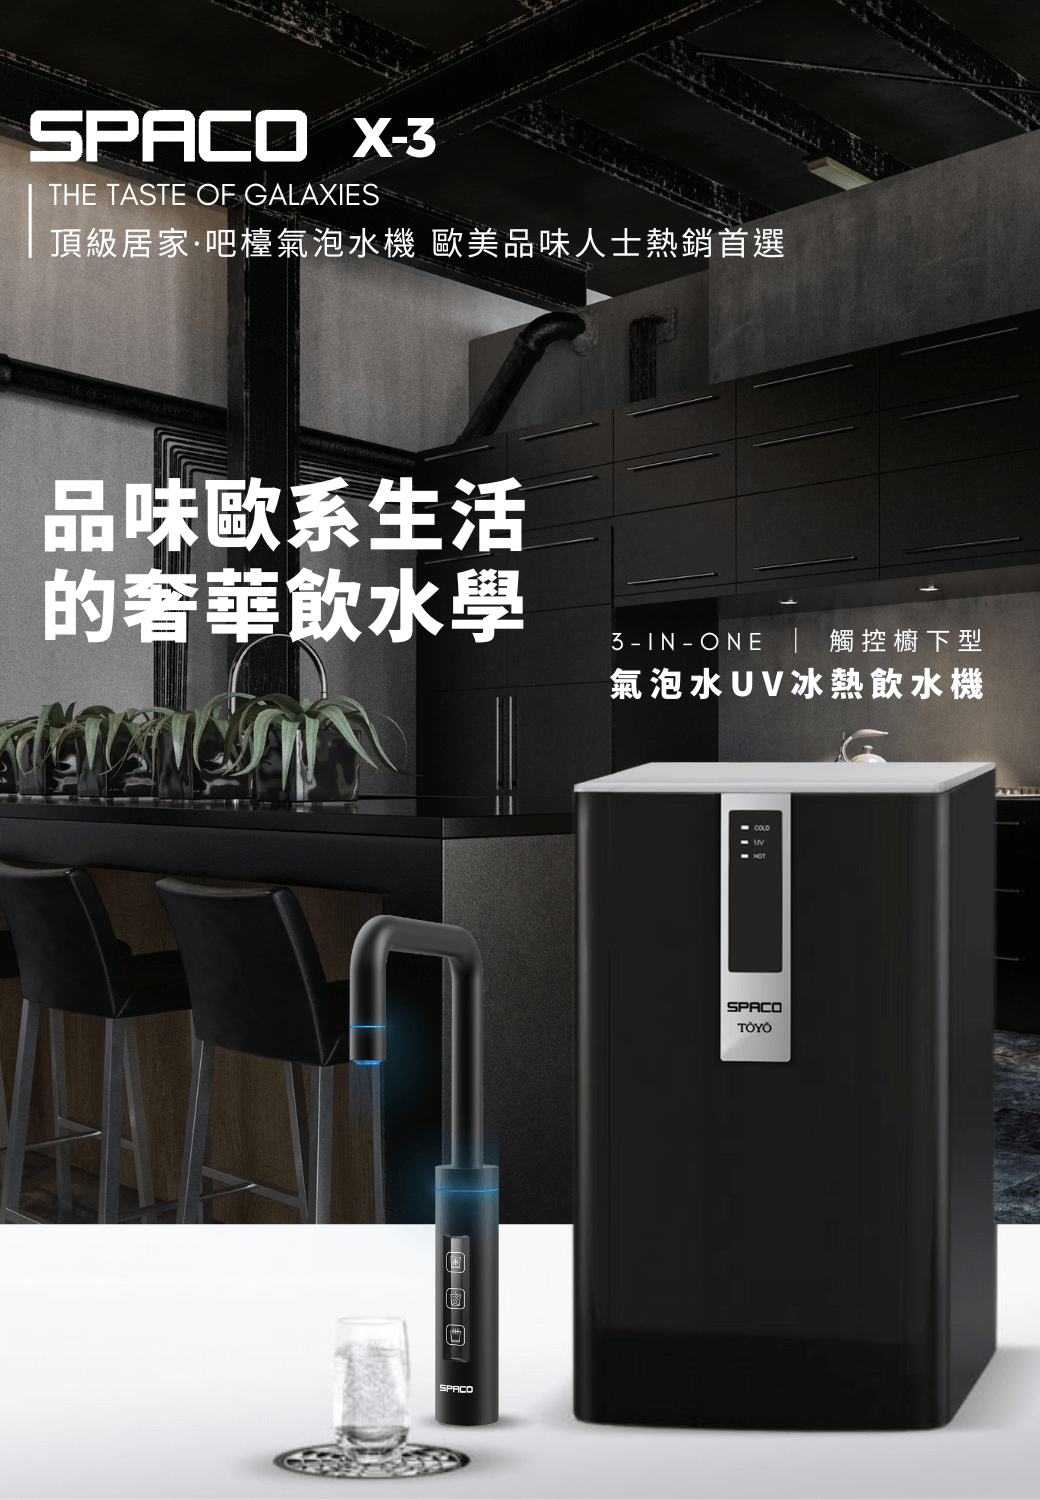 SPACO X-3
THE TASTE OF GALAXIES
頂級居家·吧檯氣泡水機 歐美品味人士熱銷首選
品味歐系生活
的奢華飲水學
3-IN-ONE | 觸控櫥下型
氣泡水UV冰熱飲水機
COLD
UV
HOT
SPACO
TŌYŌ
SPACO